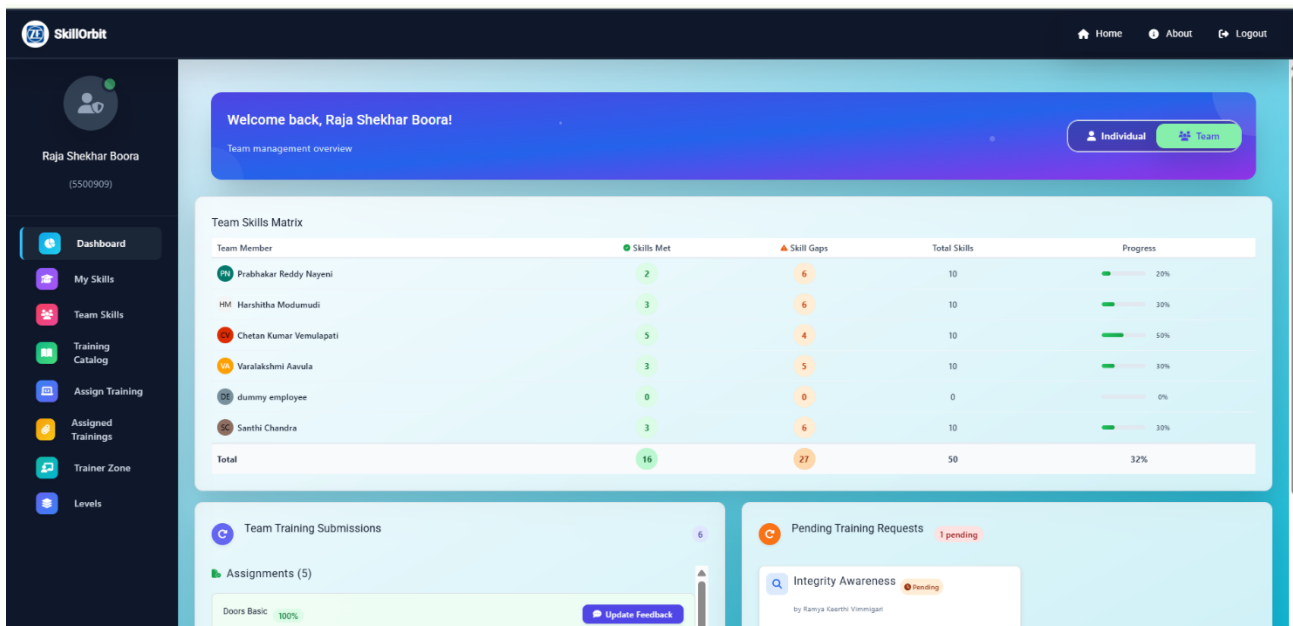 ZF SkillOrbit Home About Logout
Raja Shekhar Boora
(5500909)
Dashboard
My Skills
Team Skills
Training
Catalog
Assign Training
Assigned
Trainings
Trainer Zone
Levels
Welcome back, Raja Shekhar Boora!
Team management overview
Individual Team
Team Skills Matrix
Team Member Skills Met Skill Gaps Total Skills Progress
PN Prabhakar Reddy Nayeni 2 6 10 20%
HM Harshitha Modumudi 3 6 10 30%
CV Chetan Kumar Vemulapati 5 4 10 50%
VA Varalakshmi Aavula 3 5 10 30%
DE dummy employee 0 0 0 0%
SC Santhi Chandra 3 6 10 30%
Total 16 27 50 32%
Team Training Submissions 6
Assignments (5)
Doors Basic 100% Update Feedback
Pending Training Requests 1 pending
Integrity Awareness Pending
by Ramya Keerthi Vimmigari